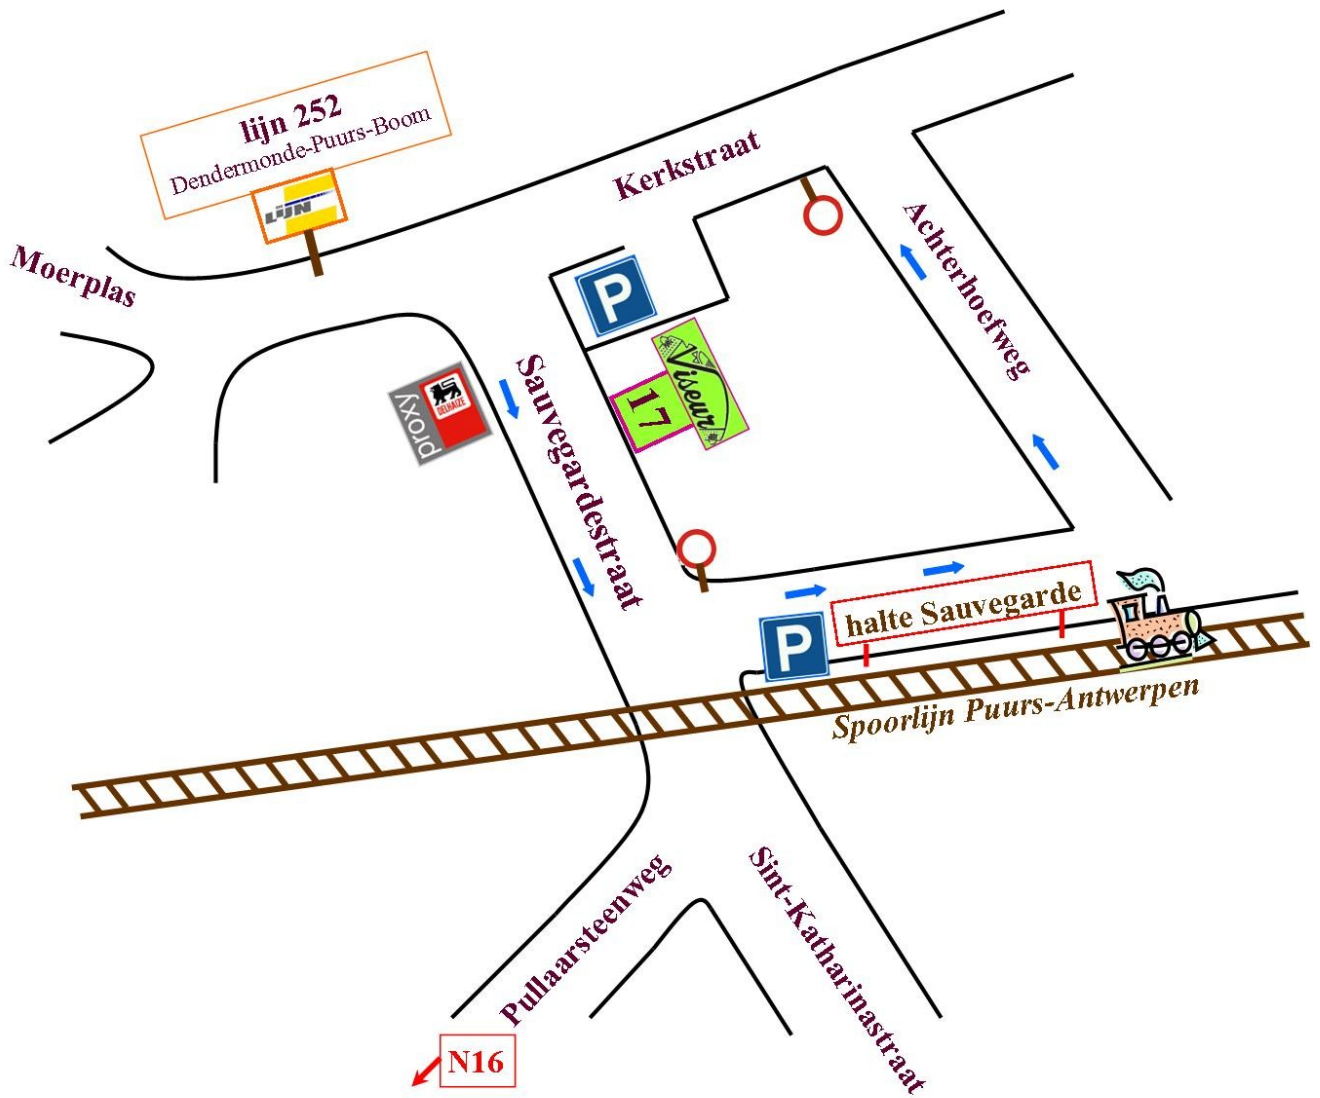 lijn 252
Dendermonde-Puurs-Boom
LIJN
Kerkstraat
Moerplas
Achterhoefweg
P
Viseur
17
Sauvegardestraat
DELHAIZE
proxy
halte Sauvegarde
P
Spoorlijn Puurs-Antwerpen
Pullaarsteenweg
Sint-Katharinastraat
N16